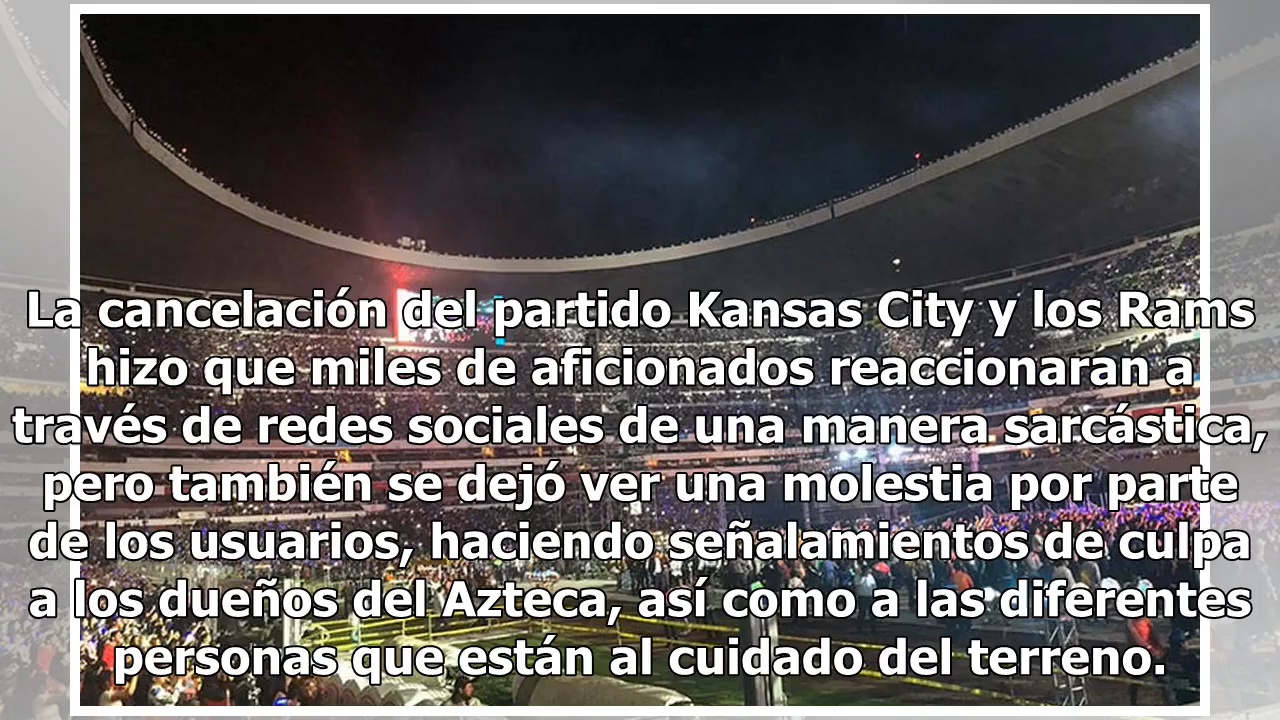 La cancelación del partido Kansas City y los Rams
hizo que miles de aficionados reaccionaran a
través de redes sociales de una manera sarcástica,
pero también se dejó ver una molestia por parte
de los usuarios, haciendo señalamientos de culpa
a los dueños del Azteca, así como a las diferentes
personas que están al cuidado del terreno.